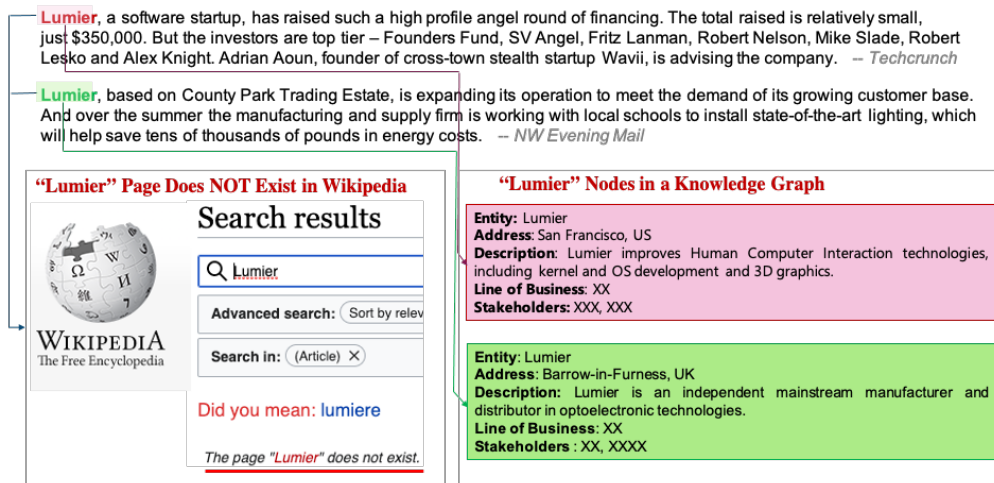 Lumier, a software startup, has raised such a high profile angel round of financing. The total raised is relatively small,
just $350,000. But the investors are top tier – Founders Fund, SV Angel, Fritz Lanman, Robert Nelson, Mike Slade, Robert
Lesko and Alex Knight. Adrian Aoun, founder of cross-town stealth startup Wavii, is advising the company. -- Techcrunch
Lumier, based on County Park Trading Estate, is expanding its operation to meet the demand of its growing customer base.
And over the summer the manufacturing and supply firm is working with local schools to install state-of-the-art lighting, which
will help save tens of thousands of pounds in energy costs. -- NW Evening Mail
“Lumier” Page Does NOT Exist in Wikipedia
Search results
Lumier
Advanced search: Sort by relev
Search in: (Article) ✕
WIKIPEDIA
The Free Encyclopedia
Did you mean: lumiere
The page "Lumier" does not exist.
“Lumier” Nodes in a Knowledge Graph
Entity: Lumier
Address: San Francisco, US
Description: Lumier improves Human Computer Interaction technologies,
including kernel and OS development and 3D graphics.
Line of Business: XX
Stakeholders: XXX, XXX
Entity: Lumier
Address: Barrow-in-Furness, UK
Description: Lumier is an independent mainstream manufacturer and
distributor in optoelectronic technologies.
Line of Business: XX
Stakeholders : XX, XXXX